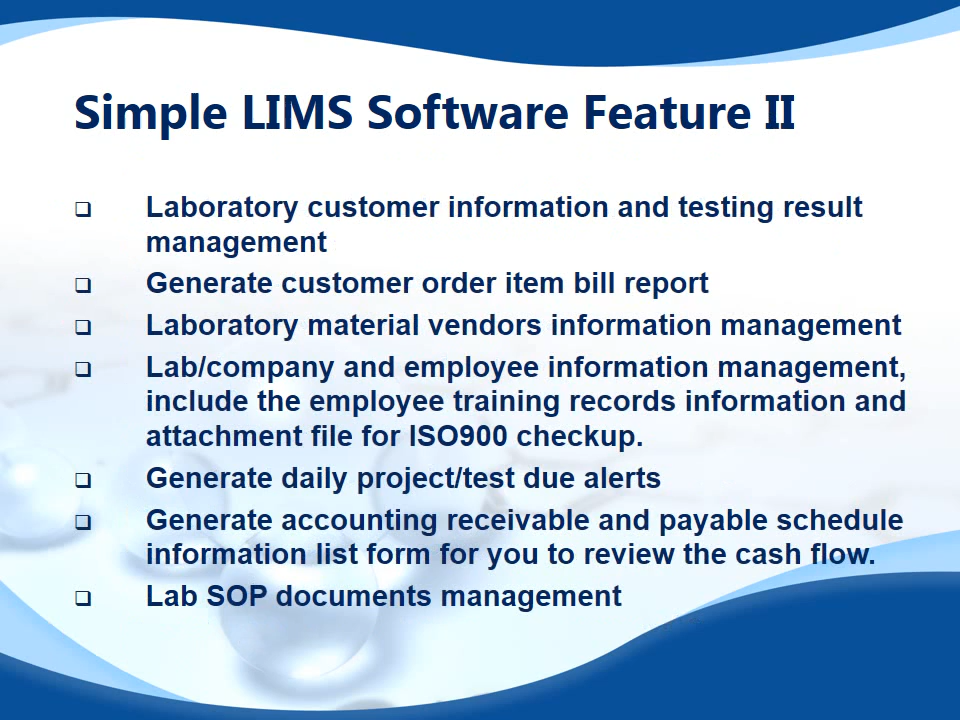 Simple LIMS Software Feature II
❑ Laboratory customer information and testing result
management
❑ Generate customer order item bill report
❑ Laboratory material vendors information management
❑ Lab/company and employee information management,
include the employee training records information and
attachment file for ISO900 checkup.
❑ Generate daily project/test due alerts
❑ Generate accounting receivable and payable schedule
information list form for you to review the cash flow.
❑ Lab SOP documents management